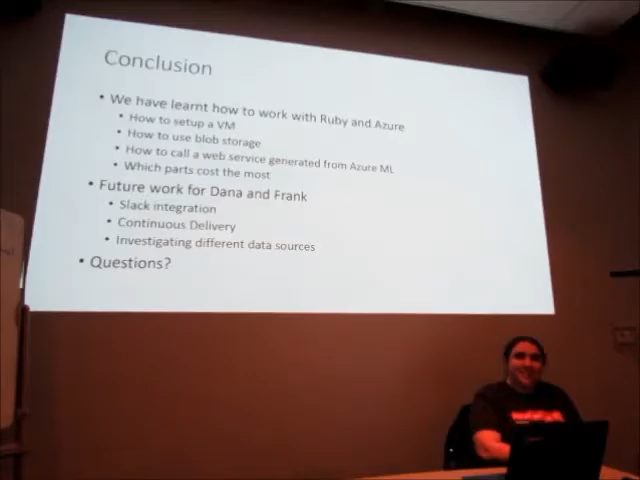 Conclusion
• We have learnt how to work with Ruby and Azure
• How to setup a VM
• How to use blob storage
• How to call a web service generated from Azure ML
• Which parts cost the most
• Future work for Dana and Frank
• Slack integration
• Continuous Delivery
• Investigating different data sources
• Questions?